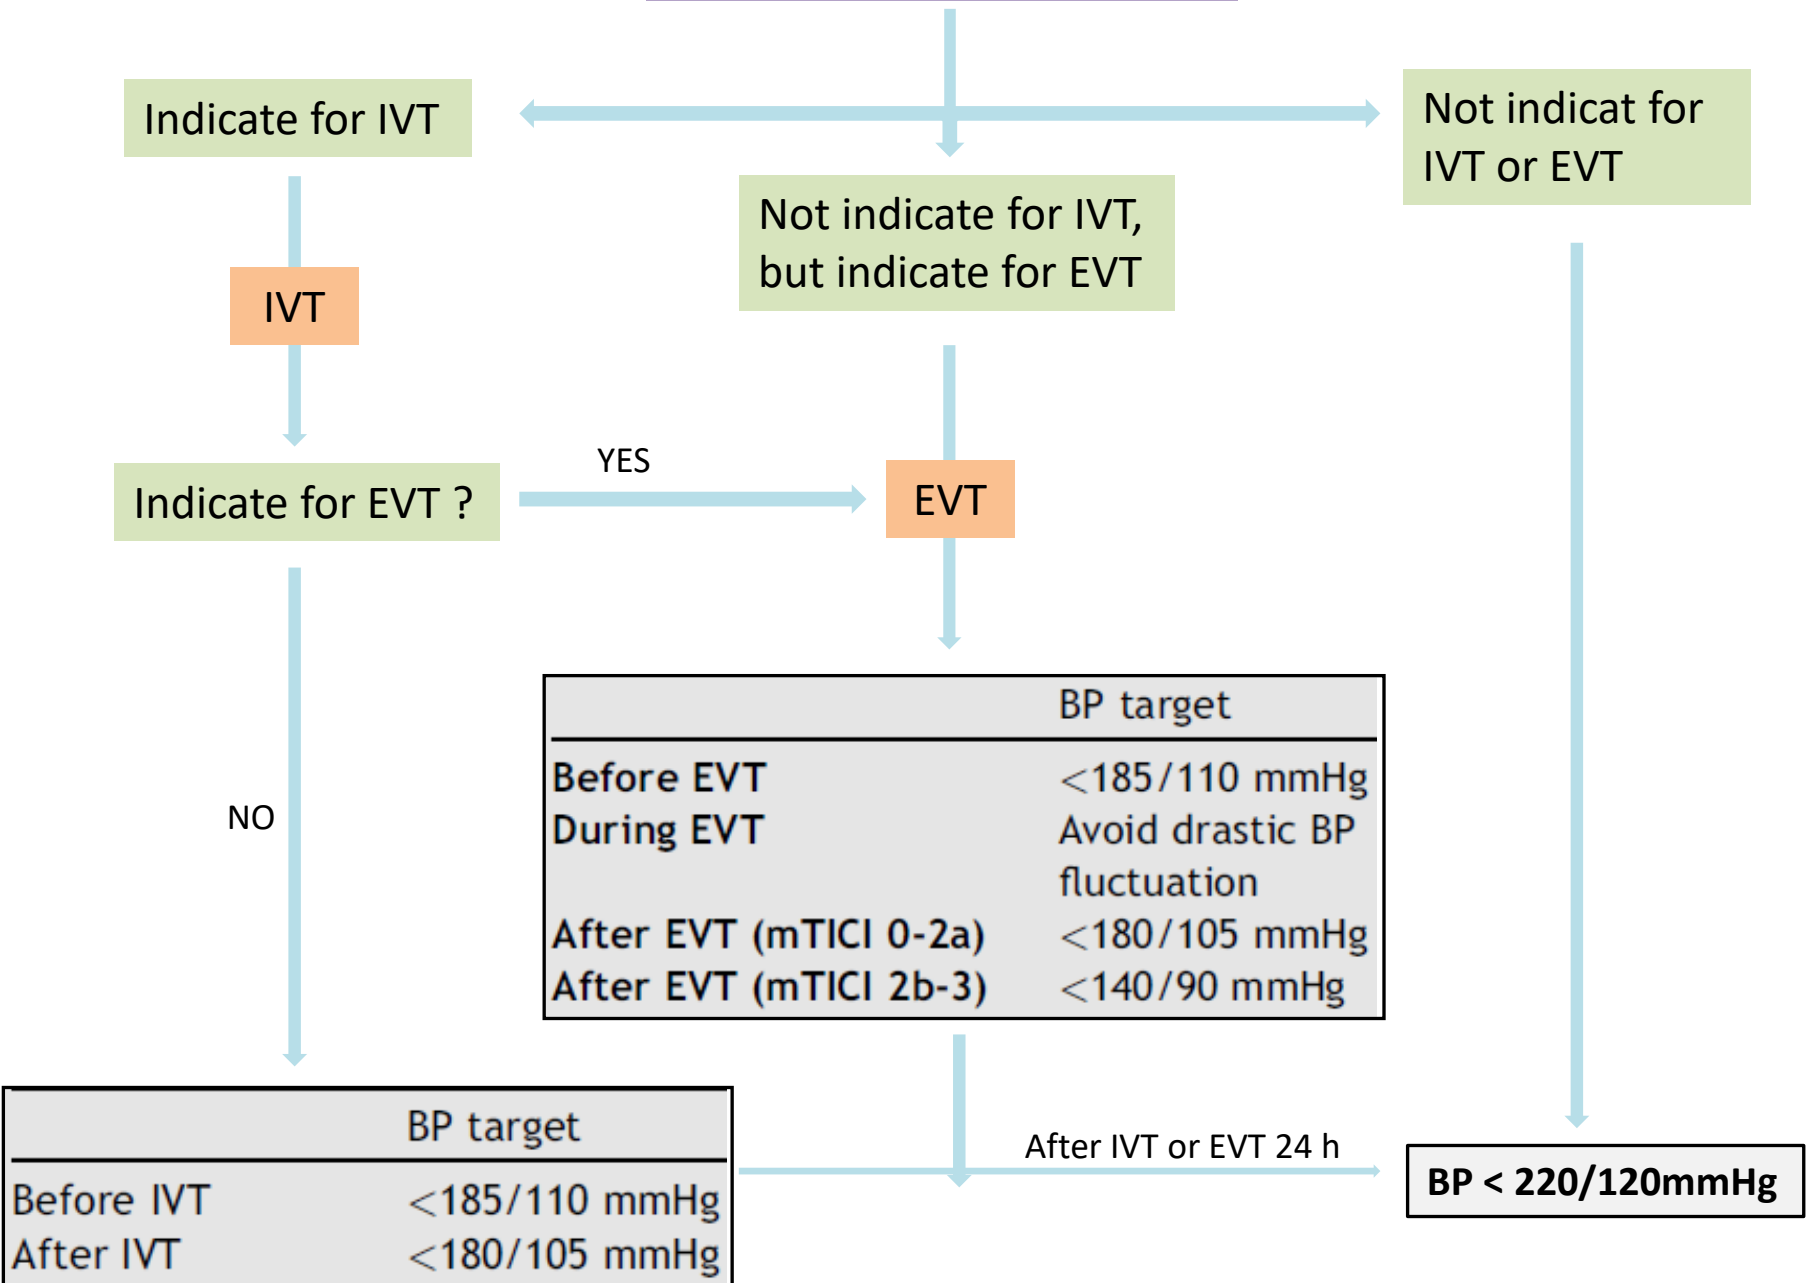 Indicate for IVT
Not indicat for
IVT or EVT
Not indicate for IVT,
but indicate for EVT
IVT
YES
Indicate for EVT ?
EVT
NO
BP target
Before EVT <185/110 mmHg
During EVT Avoid drastic BP
fluctuation
After EVT (mTICI 0-2a) <180/105 mmHg
After EVT (mTICI 2b-3) <140/90 mmHg
BP target
Before IVT <185/110 mmHg
After IVT <180/105 mmHg
After IVT or EVT 24 h
BP < 220/120mmHg